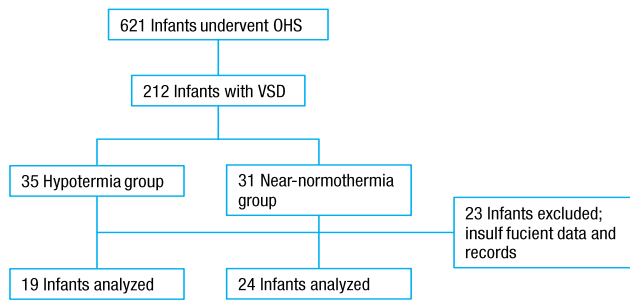 621 Infants undervent OHS
212 Infants with VSD
35 Hypotermia group
31 Near-normothermia
group
23 Infants excluded;
insulf fucient data and
records
19 Infants analyzed
24 Infants analyzed